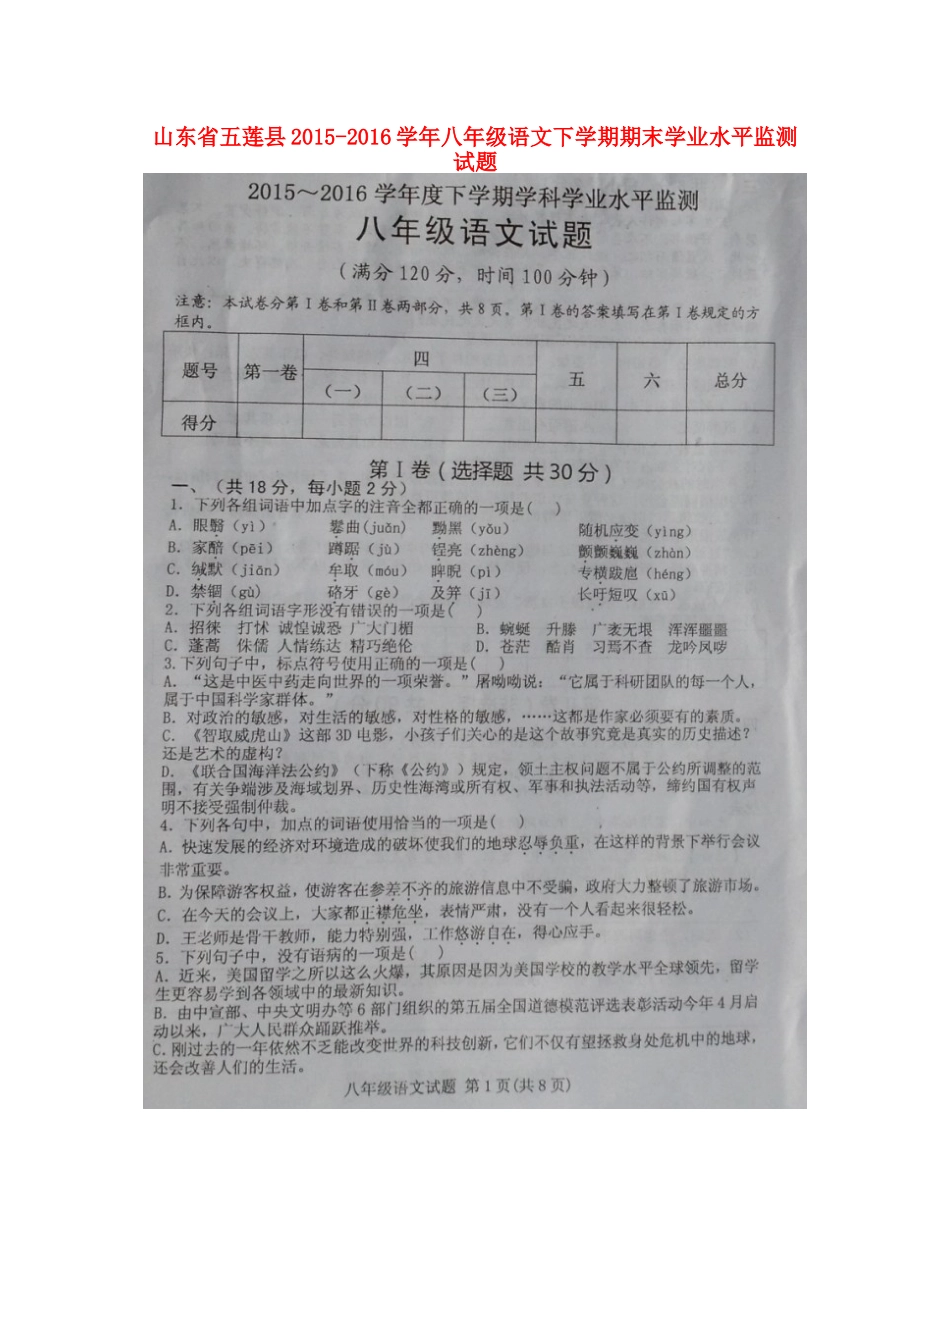 山东省五莲县 2015-2016 学年八年级语文下学期期末学业水平监测
试题
2015～2016 学年度下学期学科学业水平监测
八年级语文试题
（满分 120 分，时间 100 分钟）
注意：本试卷分第 I 卷和第 II 卷两部分，共 8 页。第 I 卷的答案填写在第 I 卷规定的方
框内。
题号 第一卷 四 五 六 总分
（一） （二） （三）
得分
第 I 卷 ( 选择题 共 30 分 )
一、（共 18 分，每小题 2 分）
1. 下列各组词语中加点字的注音全都正确的一项是( )
A. 眼翳（yì） 鬈曲(juǎn) 黝黑（yǒu） 随机应变（yìng）
B. 家醅（pēi） 蹲踞（jù） 锃亮（zhèng） 颤颤巍巍（zhàn）
C. 缄默（jiān） 牟取（móu） 睥睨（pì） 专横跋扈（héng）
D. 禁锢（gù） 硌牙（gè） 及笄（jī） 长吁短叹（xū）
2. 下列各组词语字形没有错误的一项是( )
A. 招徕 打怵 诚惶诚恐 广大门楣 B. 蜿蜒 升滕 广袤无垠 浑浑噩噩
C. 蓬蒿 侏儒 人情练达 精巧绝伦 D. 苍茫 酷肖 习焉不查 龙吟凤哕
3.下列句子中，标点符号使用正确的一项是( )
A. “这是中医中药走向世界的一项荣誉。”屠呦呦说：“它属于科研团队的每一个人，
属于中国科学家群体。”
B. 对政治的敏感，对生活的敏感，对性格的敏感，……这都是作家必须要有的素质。
C. 《智取威虎山》这部 3D 电影，小孩子们关心的是这个故事究竟是真实的历史描述？
还是艺术的虚构？
D. 《联合国海洋法公约》（下称《公约》）规定，领土主权问题不属于公约所调整的范
围，有关争端涉及海域划界、历史性海湾或所有权、军事和执法活动等，缔约国有权声
明不接受强制仲裁。
4. 下列各句中，加点的词语使用恰当的一项是( )
A. 快速发展的经济对环境造成的破坏使我们的地球忍辱负重，在这样的背景下举行会议
非常重要。
B. 为保障游客权益，使游客在参差不齐的旅游信息中不受骗，政府大力整顿了旅游市场。
C. 在今天的会议上，大家都正襟危坐，表情严肃，没有一个人看起来很轻松。
D. 王老师是骨干教师，能力特别强，工作悠游自在，得心应手。
5. 下列句子中，没有语病的一项是( )
A. 近来，美国留学之所以这么火爆，其原因是因为美国学校的教学水平全球领先，留学
生更容易学到各领域中的最新知识。
B. 由中宣部、中央文明办等 6 部门组织的第五届全国道德模范评选表彰活动今年 4 月启
动以来，广大人民群众踊跃推举。
C. 刚过去的一年依然不乏能改变世界的科技创新，它们不仅有望拯救身处危机中的地球，
还会改善人们的生活。
八年级语文试题 第 1 页(共 8 页)